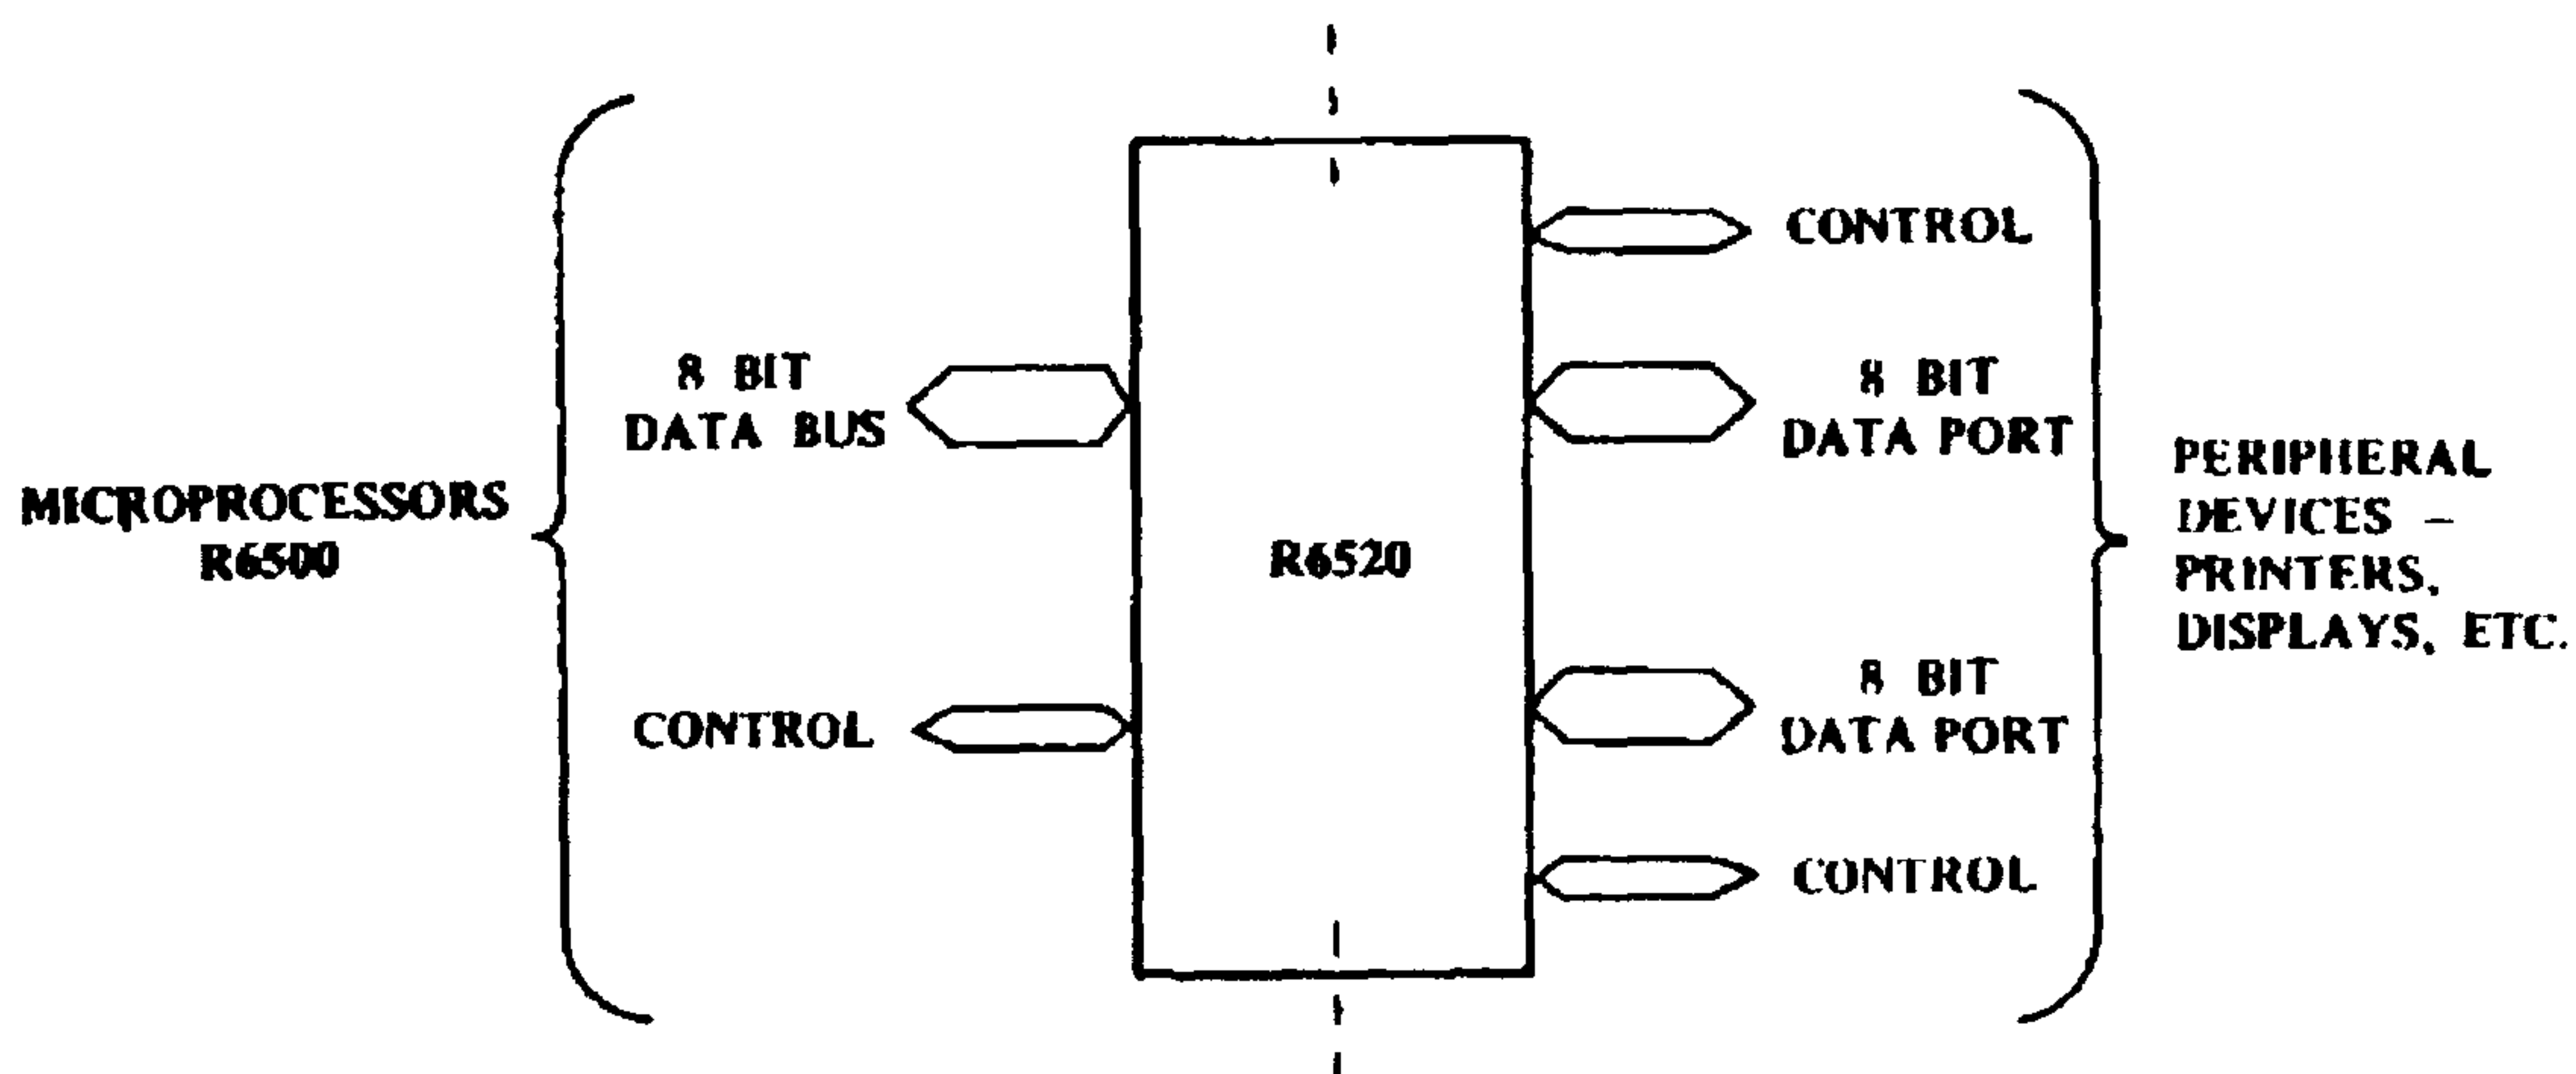 MICROPROCESSORS
R6500
8 BIT
DATA BUS
CONTROL
R6520
CONTROL
8 BIT
DATA PORT
8 BIT
DATA PORT
CONTROL
PERIPHERAL
DEVICES –
PRINTERS,
DISPLAYS, ETC.